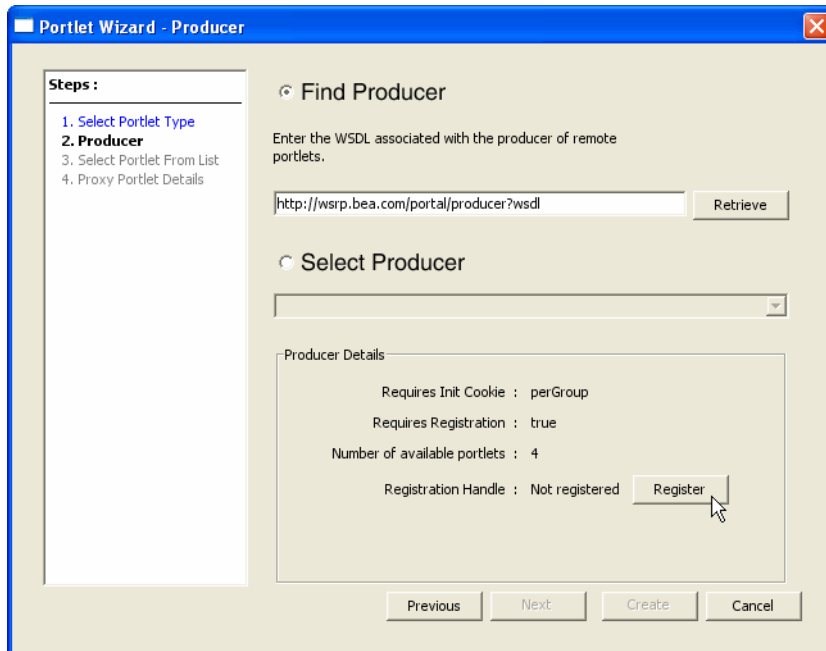 Portlet Wizard - Producer
Steps :
1. Select Portlet Type
2. Producer
3. Select Portlet From List
4. Proxy Portlet Details
Find Producer
Enter the WSDL associated with the producer of remote
portlets.
http://wsrp.bea.com/portal/producer?wsdl
Retrieve
Select Producer
Producer Details
Requires Init Cookie : perGroup
Requires Registration : true
Number of available portlets : 4
Registration Handle : Not registered Register
Previous Next Create Cancel